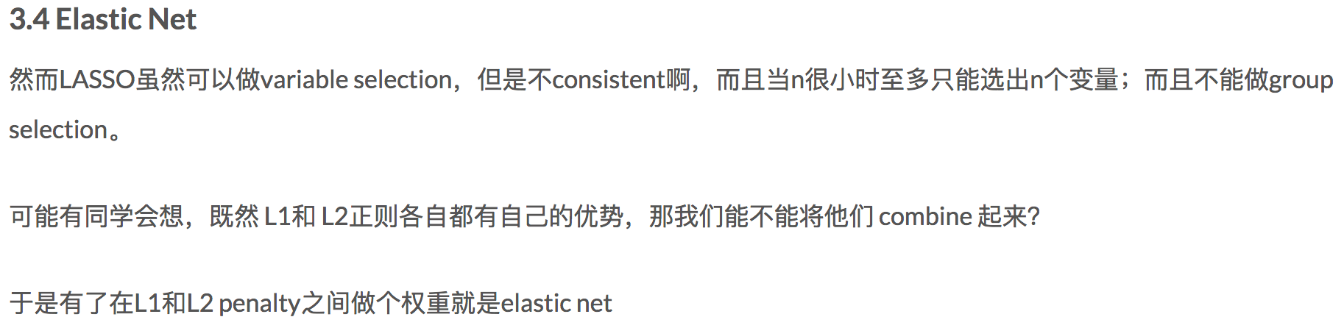 3.4 Elastic Net
然而LASSO虽然可以做variable selection，但是不consistent啊，而且当n很小时至多只能选出n个变量；而且不能做group
selection。
可能有同学会想，既然 L1和 L2正则各自都有自己的优势，那我们能不能将他们 combine 起来？
于是有了在L1和L2 penalty之间做个权重就是elastic net